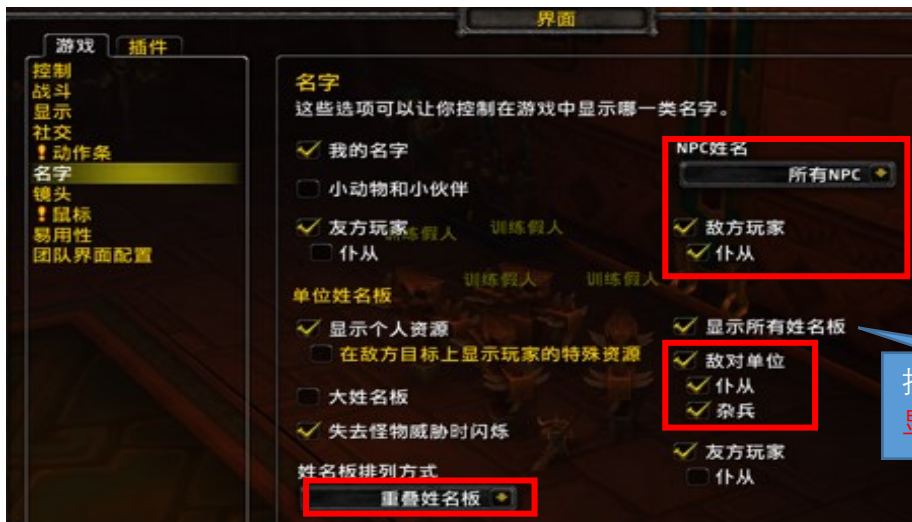 界面
游戏 插件
控制
战斗
显示
社交
动作条
名字
镜头
鼠标
易用性
团队界面配置
名字
这些选项可以让你控制在游戏中显示哪一类名字。
我的名字
NPC姓名
所有NPC
小动物和小伙伴
友方玩家
仆从
敌方玩家
仆从
训练假人 训练假人
训练假人 训练假人
单位姓名板
显示个人资源
在敌方目标上显示玩家的特殊资源
显示所有姓名板
敌对单位
仆从
杂兵
大姓名板
失去怪物威胁时闪烁
友方玩家
仆从
姓名板排列方式
重叠姓名板